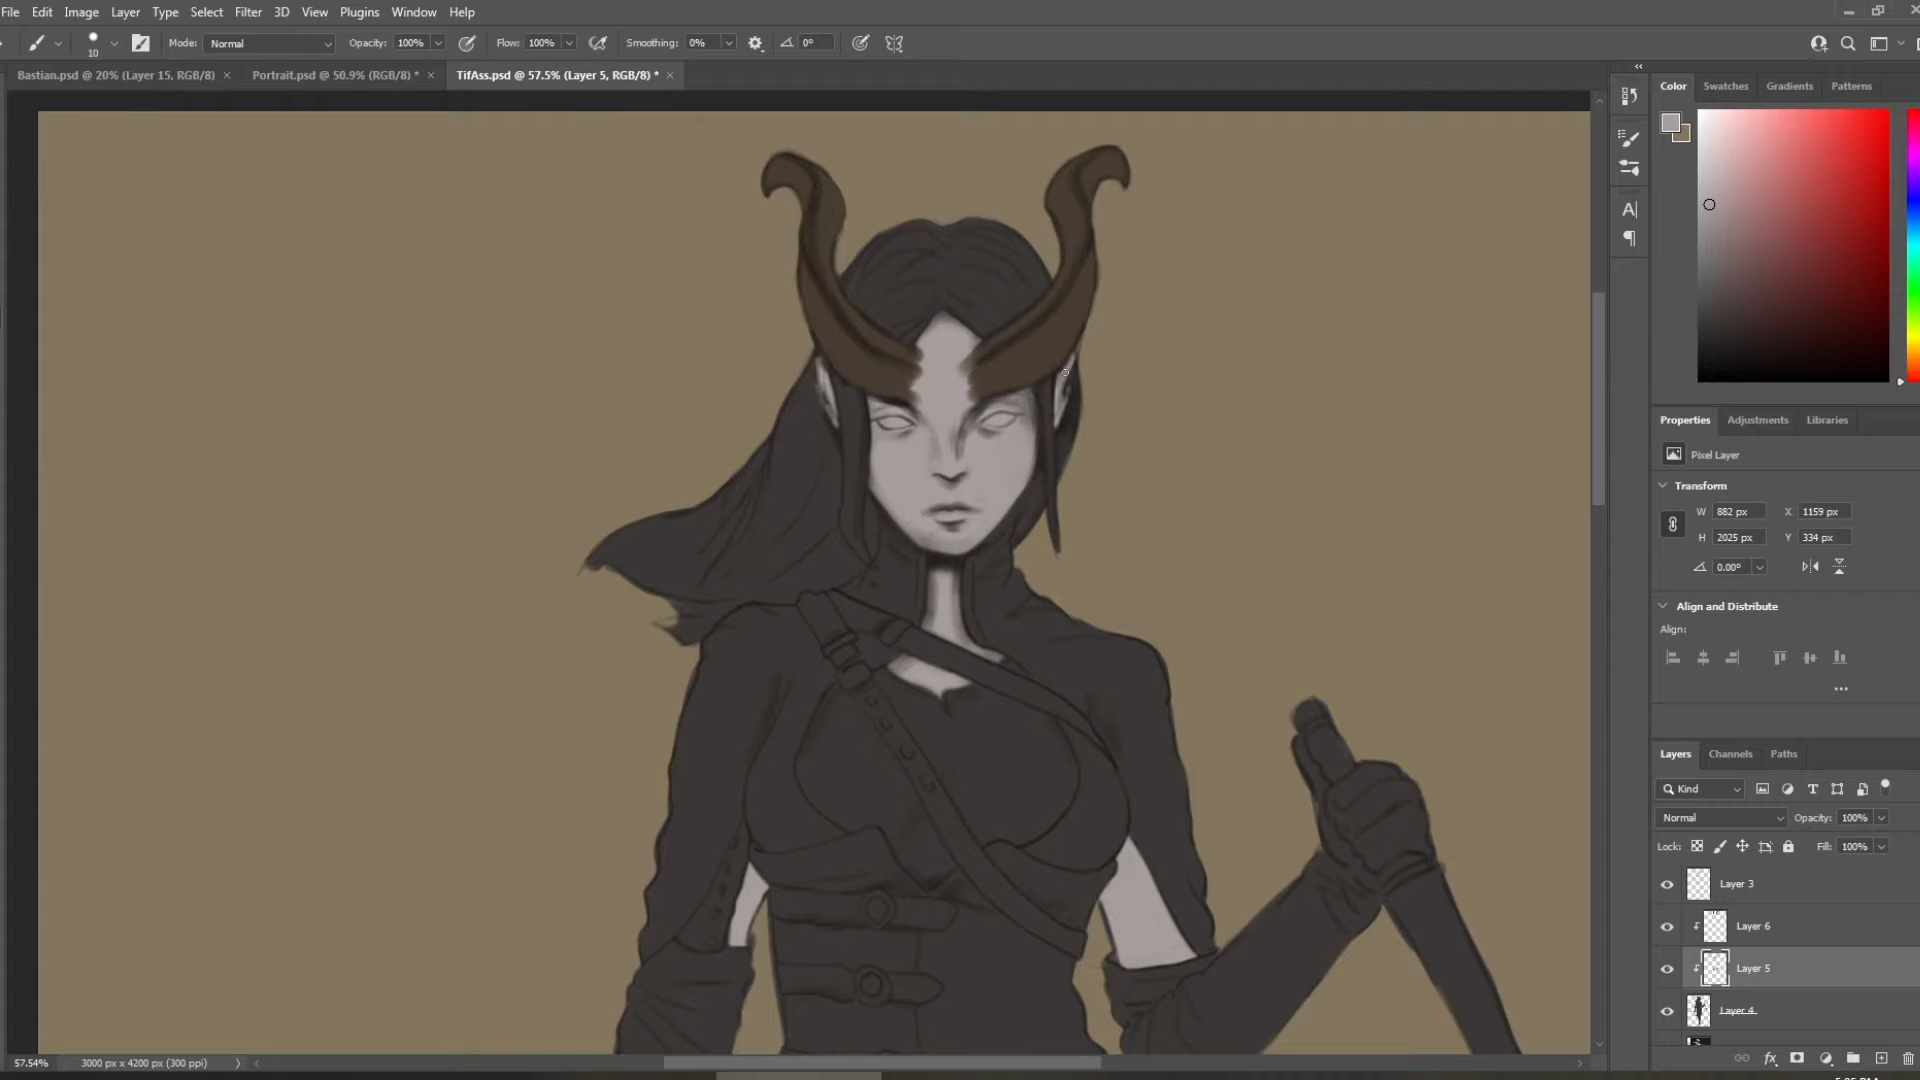 File Edit Image Layer Type Select Filter 3D View Plugins Window Help
10 Mode: Normal Opacity: 100% Flow: 100% Smoothing: 0% 0°
Bastian.psd @ 20% (Layer 15, RGB/8) × Portrait.psd @ 50.9% (RGB/8) * × TifAss.psd @ 57.5% (Layer 5, RGB/8) * ×
Color Swatches Gradients Patterns
Properties Adjustments Libraries
Pixel Layer
Transform
W 882 px X 1159 px
H 2025 px Y 334 px
0.00°
Align and Distribute
Align:
Layers Channels Paths
Kind
Normal Opacity: 100%
Lock: Fill: 100%
Layer 3
Layer 6
Layer 5
Layer 4
57.54% 3000 px x 4200 px (300 ppi)